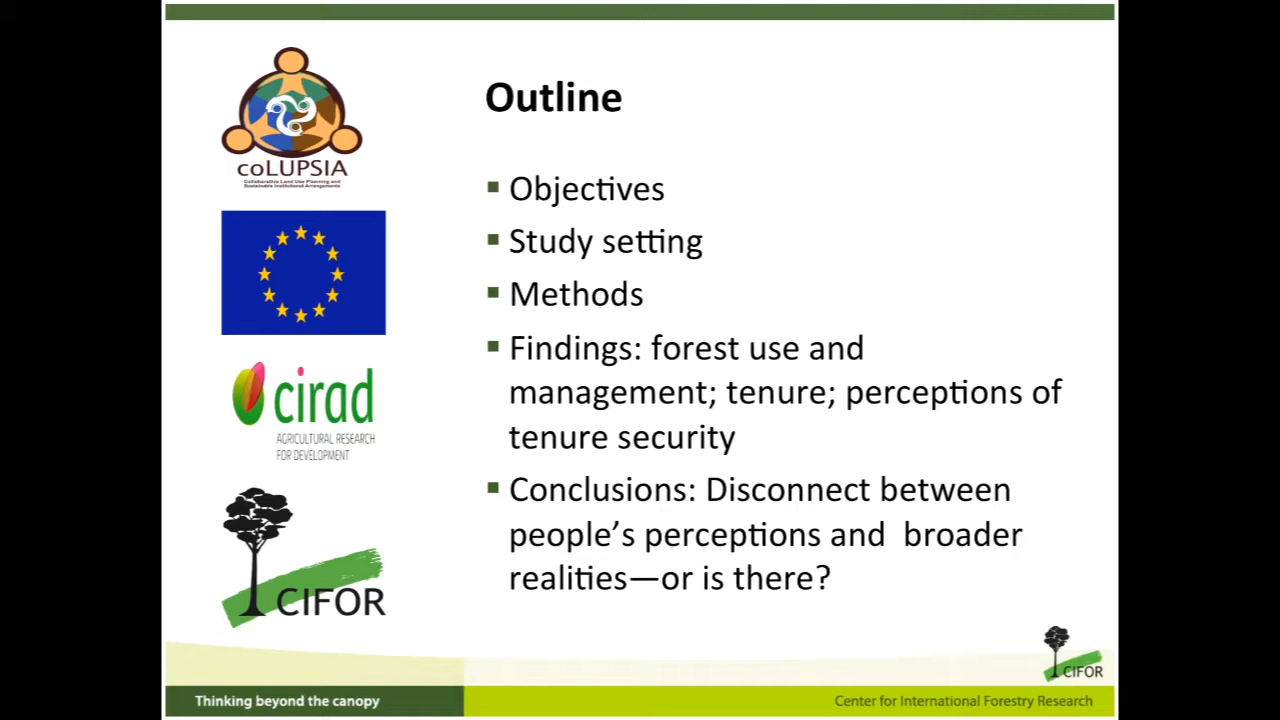 Outline
coLUPSIA
Collaborative Land Use Planning and
Sustainable Institutional Arrangements
▪ Objectives
▪ Study setting
▪ Methods
▪ Findings: forest use and
management; tenure; perceptions of
tenure security
▪ Conclusions: Disconnect between
people’s perceptions and  broader
realities—or is there?
cirad
AGRICULTURAL RESEARCH
FOR DEVELOPMENT
CIFOR
CIFOR
Thinking beyond the canopy
Center for International Forestry Research